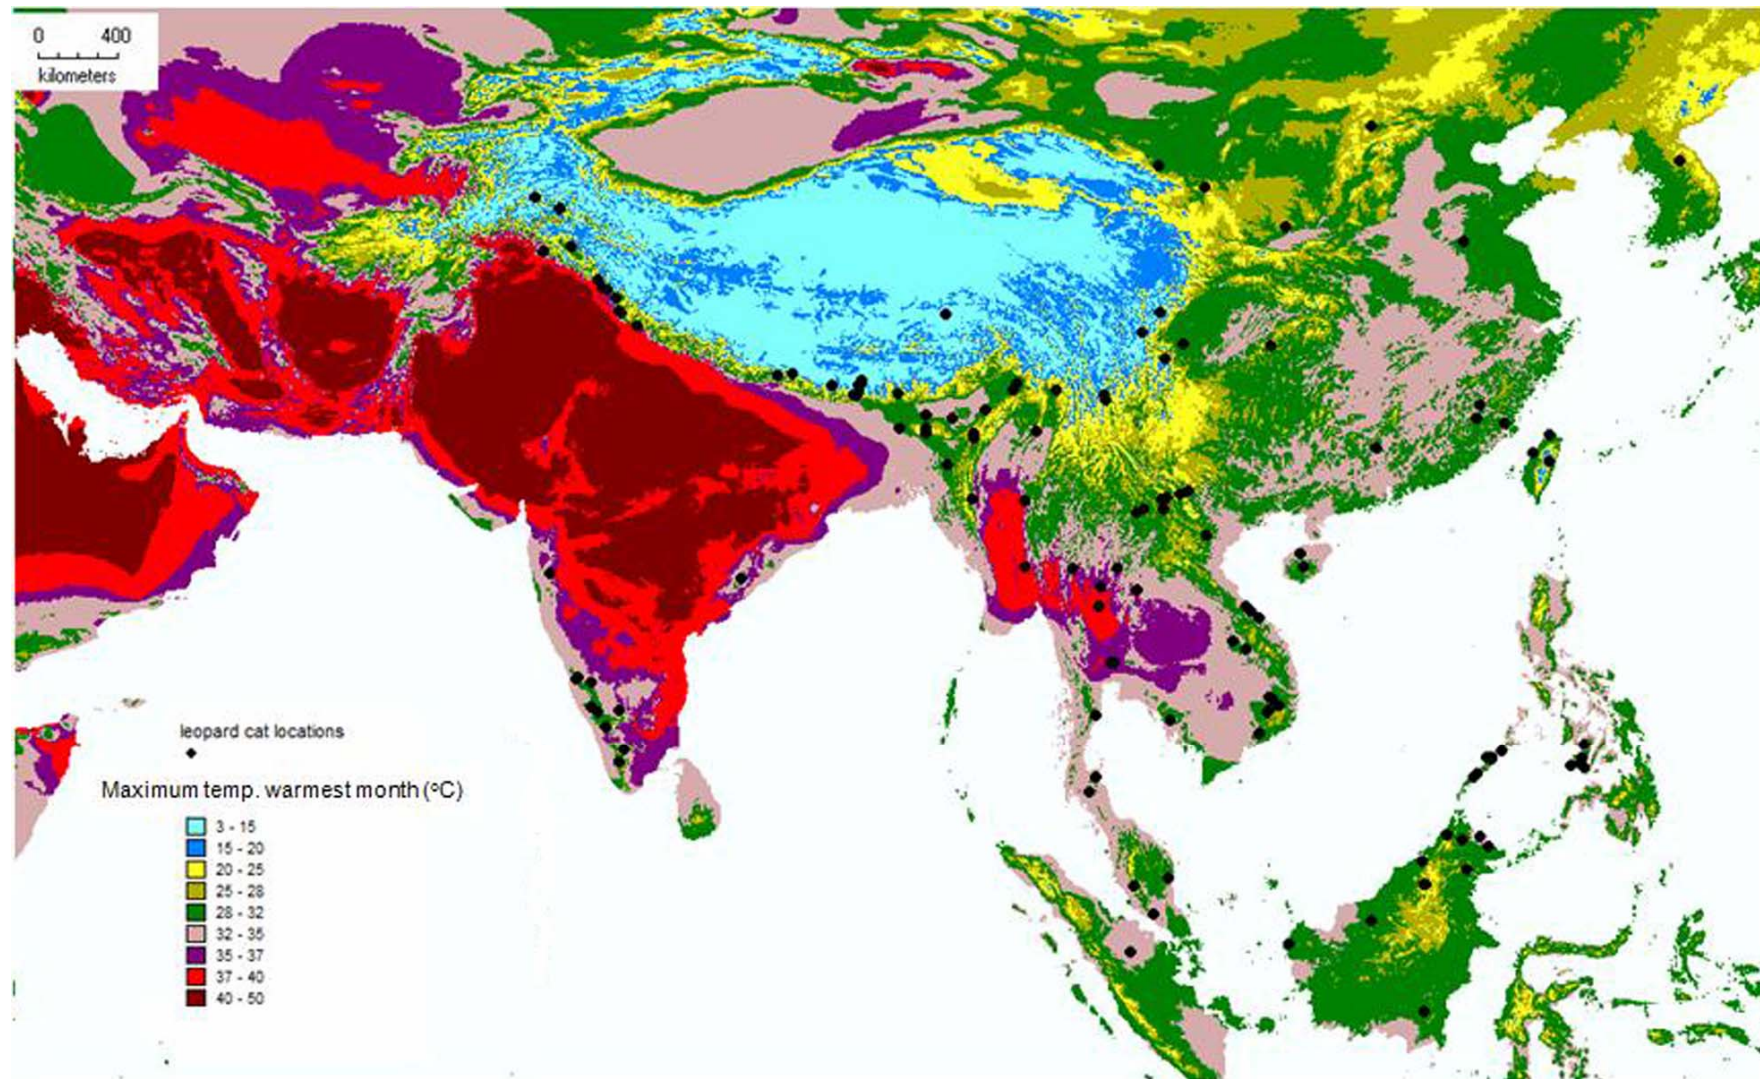 0 400
kilometers
leopard cat locations
Maximum temp. warmest month (°C)
3 - 15
15 - 20
20 - 25
25 - 28
28 - 32
32 - 35
35 - 37
37 - 40
40 - 50